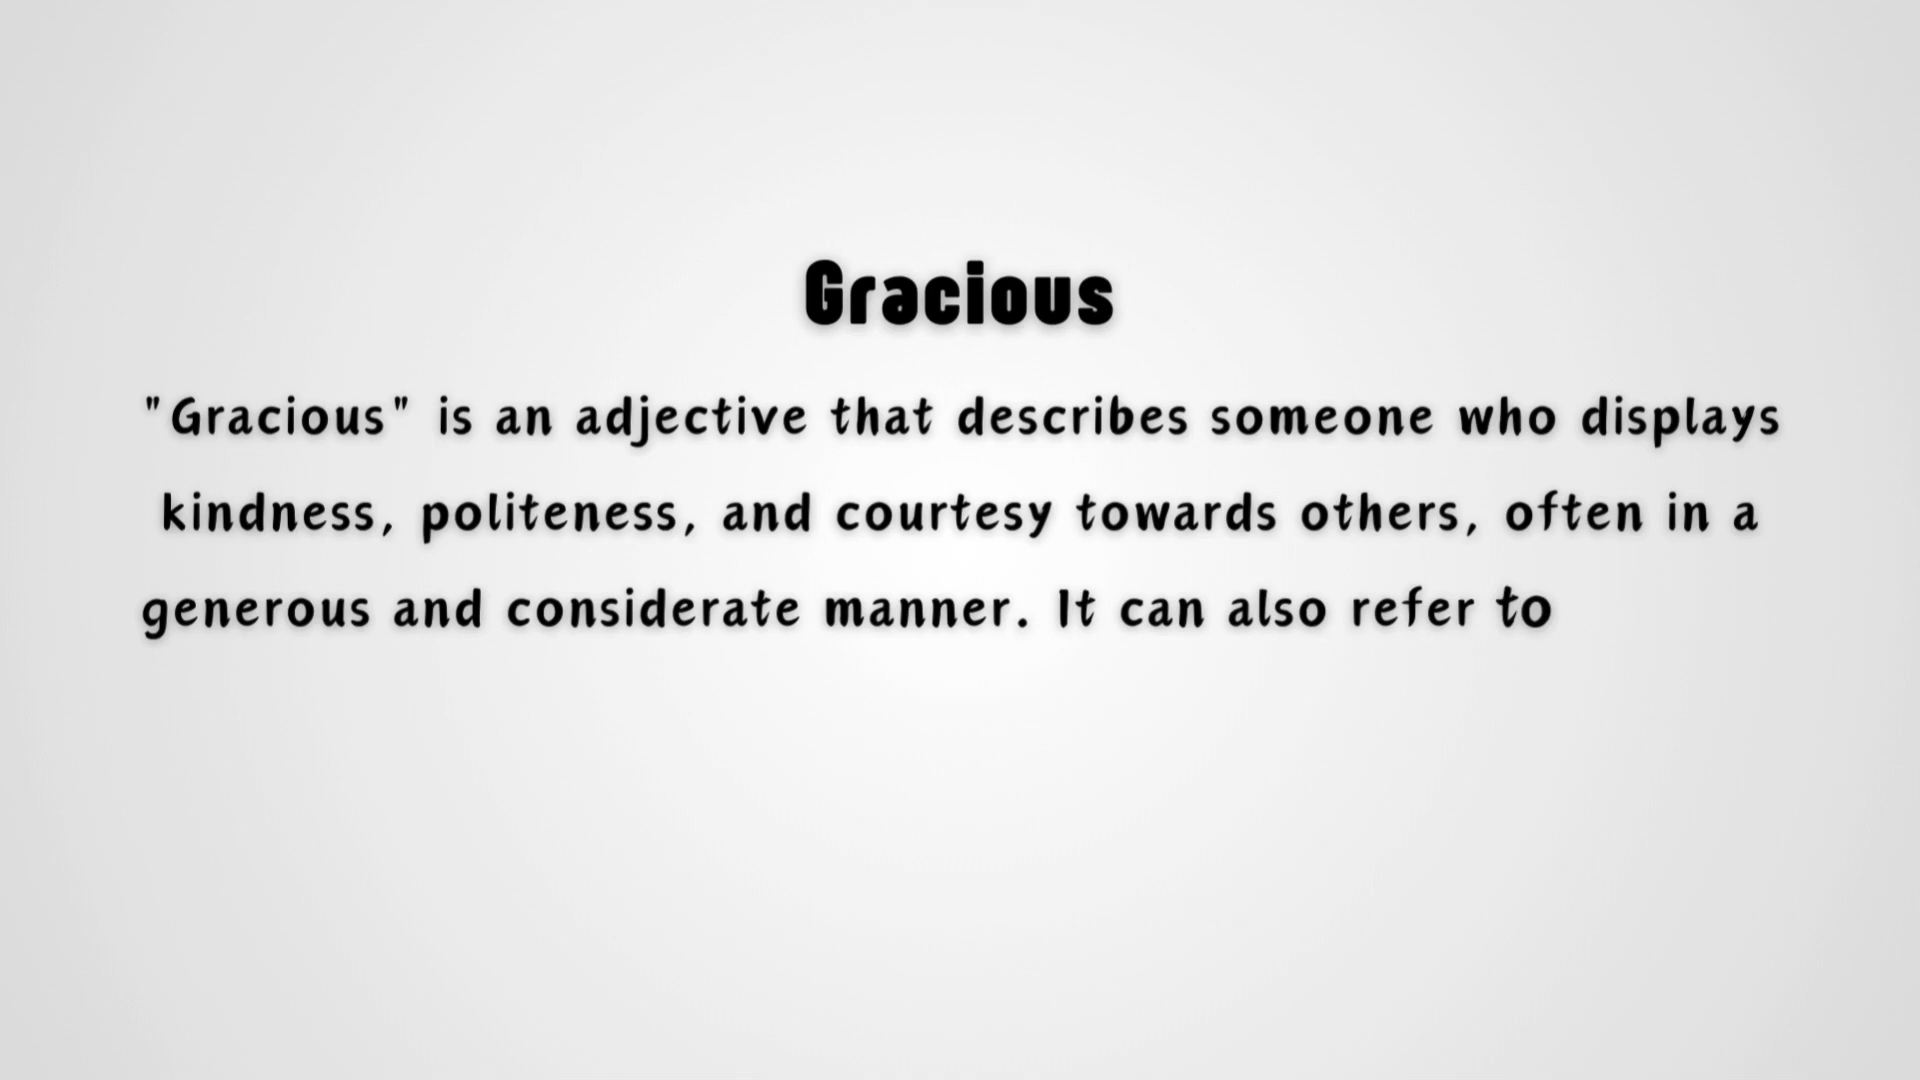 Gracious
"Gracious" is an adjective that describes someone who displays
kindness, politeness, and courtesy towards others, often in a
generous and considerate manner. It can also refer to